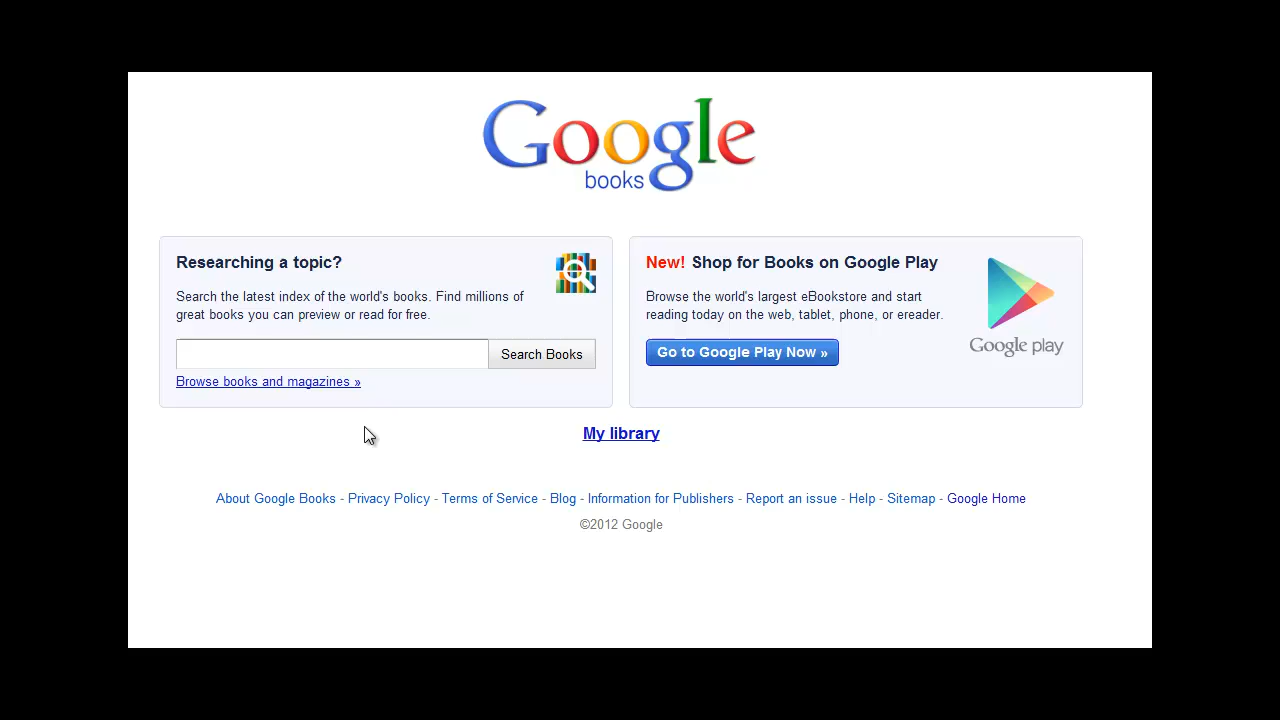 Google
books
Researching a topic?
Search the latest index of the world's books. Find millions of
great books you can preview or read for free.
Search Books
Browse books and magazines »
New! Shop for Books on Google Play
Browse the world's largest eBookstore and start
reading today on the web, tablet, phone, or ereader.
Go to Google Play Now »
Google play
My library
About Google Books - Privacy Policy - Terms of Service - Blog - Information for Publishers - Report an issue - Help - Sitemap - Google Home
©2012 Google